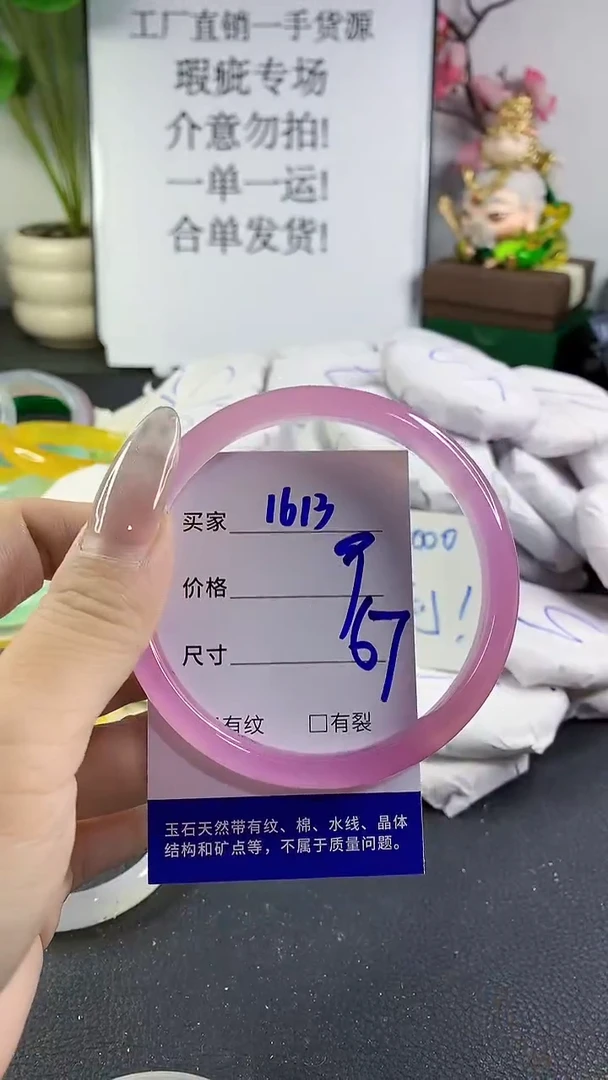 工厂直销一手货源
瑕疵专场
介意勿拍!
一单一运!
合单发货!
买家 1613
价格
尺寸 67
有纹 □有裂
玉石天然带有纹、棉、水线、晶体
结构和矿点等，不属于质量问题。